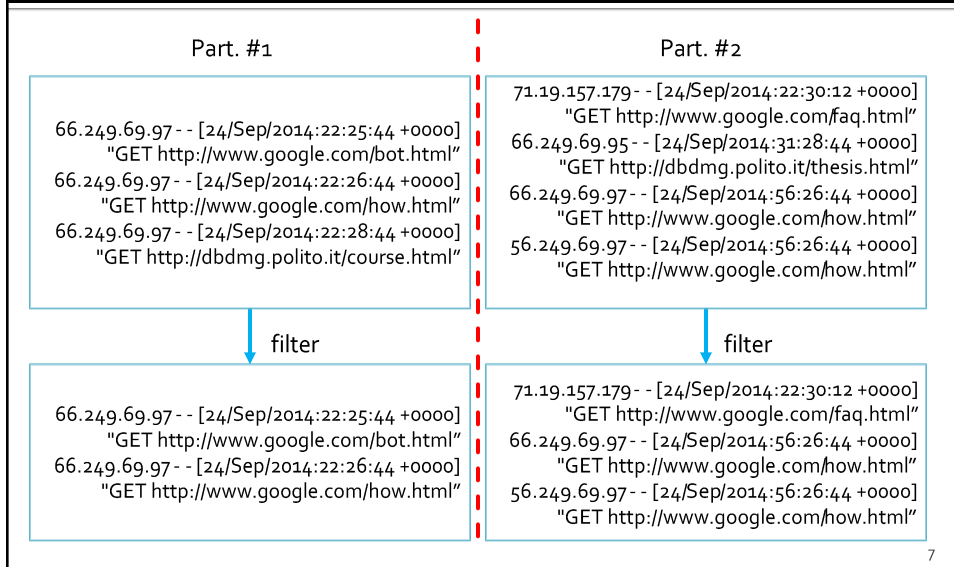 Part. #1
66.249.69.97 - - [24/Sep/2014:22:25:44 +0000]
"GET http://www.google.com/bot.html”
66.249.69.97 - - [24/Sep/2014:22:26:44 +0000]
"GET http://www.google.com/how.html”
66.249.69.97 - - [24/Sep/2014:22:28:44 +0000]
"GET http://dbdmg.polito.it/course.html”
filter
66.249.69.97 - - [24/Sep/2014:22:25:44 +0000]
"GET http://www.google.com/bot.html”
66.249.69.97 - - [24/Sep/2014:22:26:44 +0000]
"GET http://www.google.com/how.html”
Part. #2
71.19.157.179 - - [24/Sep/2014:22:30:12 +0000]
"GET http://www.google.com/faq.html”
66.249.69.95 - - [24/Sep/2014:31:28:44 +0000]
"GET http://dbdmg.polito.it/thesis.html”
66.249.69.97 - - [24/Sep/2014:56:26:44 +0000]
"GET http://www.google.com/how.html”
56.249.69.97 - - [24/Sep/2014:56:26:44 +0000]
"GET http://www.google.com/how.html”
filter
71.19.157.179 - - [24/Sep/2014:22:30:12 +0000]
"GET http://www.google.com/faq.html”
66.249.69.97 - - [24/Sep/2014:56:26:44 +0000]
"GET http://www.google.com/how.html”
56.249.69.97 - - [24/Sep/2014:56:26:44 +0000]
"GET http://www.google.com/how.html”
7